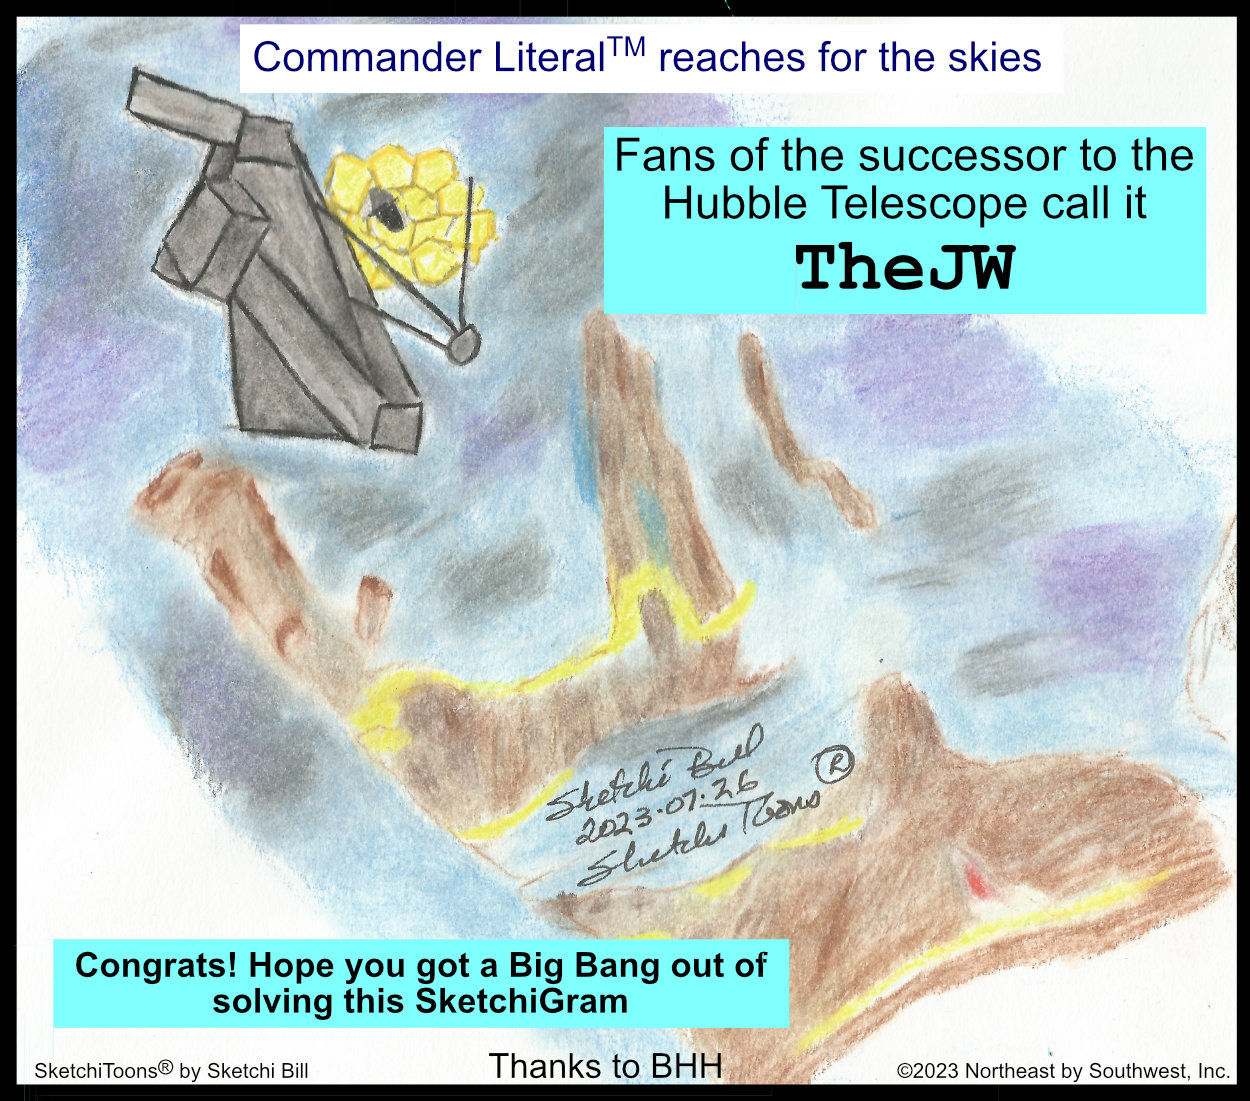 Commander Literal™ reaches for the skies
Fans of the successor to the
Hubble Telescope call it
TheJW
Sketchi Bill
2023.07.26
SketchiToons ®
Congrats! Hope you got a Big Bang out of
solving this SketchiGram
Thanks to BHH
SketchiToons® by Sketchi Bill
©2023 Northeast by Southwest, Inc.